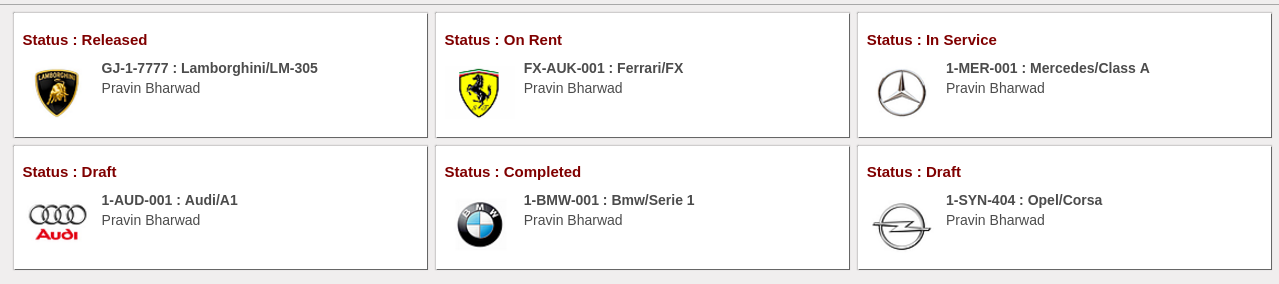 Status : Released
LAMBORGHINI
GJ-1-7777 : Lamborghini/LM-305
Pravin Bharwad
Status : On Rent
FX-AUK-001 : Ferrari/FX
Pravin Bharwad
Status : In Service
1-MER-001 : Mercedes/Class A
Pravin Bharwad
Status : Draft
Audi
1-AUD-001 : Audi/A1
Pravin Bharwad
Status : Completed
BMW
1-BMW-001 : Bmw/Serie 1
Pravin Bharwad
Status : Draft
1-SYN-404 : Opel/Corsa
Pravin Bharwad